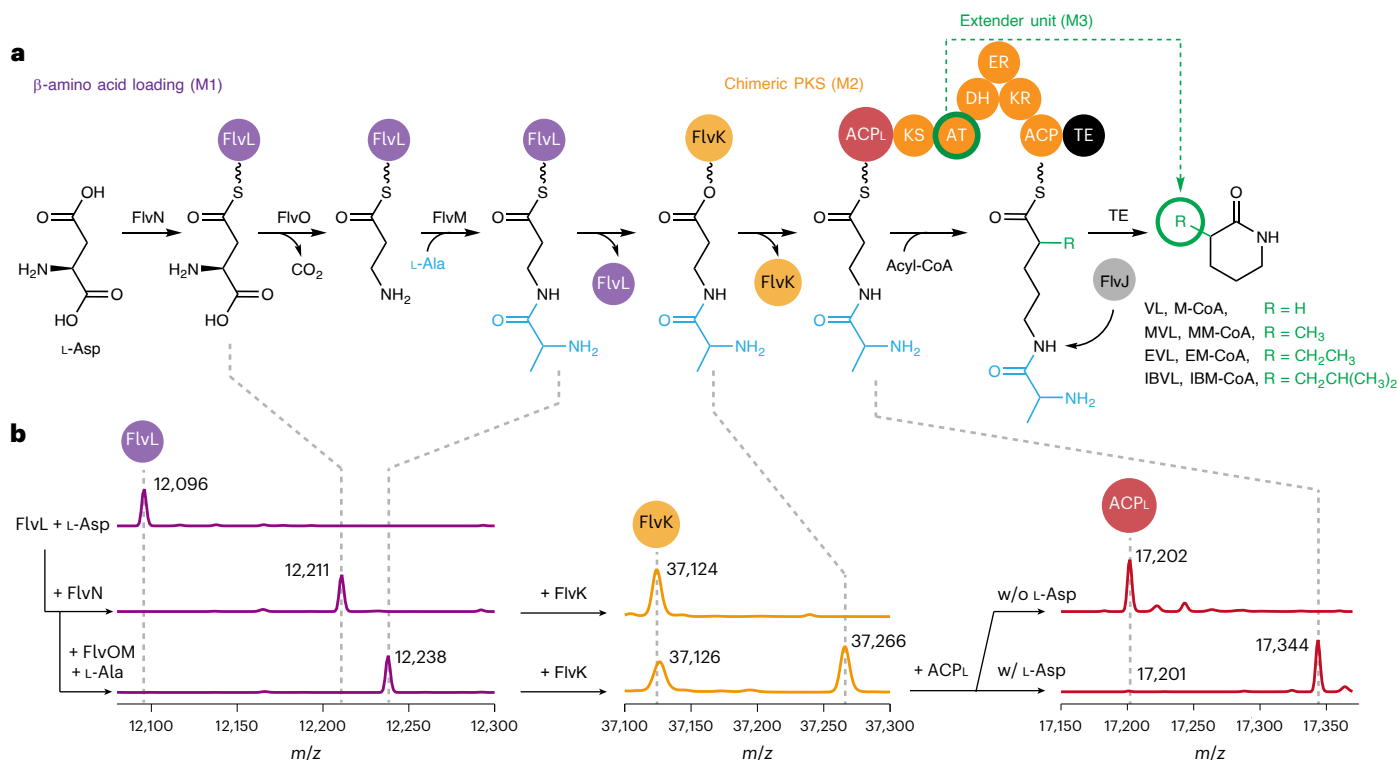 a
β-amino acid loading (M1)
Chimeric PKS (M2)
Extender unit (M3)
FlvL
FlvL
FlvL
FlvK
ACPL
KS
AT
DH
ER
KR
ACP
TE
OH
O
H2N
O
HO
L-Asp
FlvN
S
O
H2N
O
HO
FlvO
CO2
S
O
NH2
FlvM
L-Ala
S
O
NH
O
NH2
FlvL
O
O
NH
O
NH2
FlvK
S
O
NH
O
NH2
Acyl-CoA
S
O
R
NH
O
NH2
TE
FlvJ
R
O
NH
VL, M-CoA, R = H
MVL, MM-CoA, R = CH3
EVL, EM-CoA, R = CH2CH3
IBVL, IBM-CoA, R = CH2CH(CH3)2
b
FlvL
12,096
FlvL + L-Asp
+ FlvN
12,211
+ FlvOM
+ L-Ala
12,238
12,100 12,150 12,200 12,250 12,300
m/z
+ FlvK
+ FlvK
FlvK
37,124
37,126
37,266
37,100 37,150 37,200 37,250 37,300
m/z
+ ACPL
w/o L-Asp
w/ L-Asp
ACPL
17,202
17,201
17,344
17,150 17,200 17,250 17,300 17,350
m/z